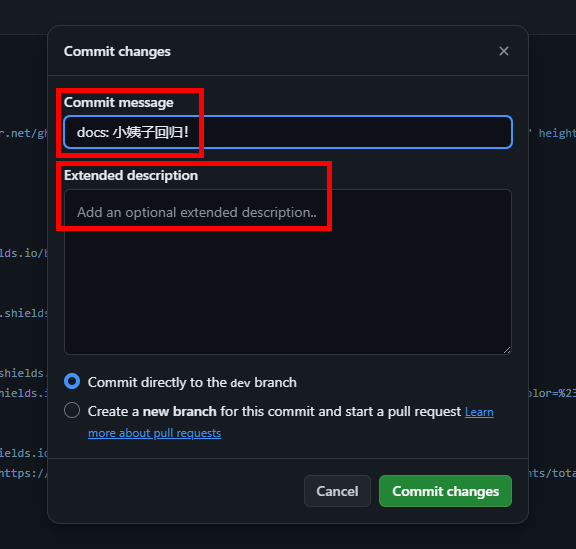 Commit changes
Commit message
r.net/gh
docs: 小姨子回归！
" height
Extended description
Add an optional extended description..
lds.io/b
.shields
shields.
Commit directly to the dev branch
hields.i
olor=%23
Create a new branch for this commit and start a pull request Learn
more about pull requests
ields.io
https://
nts/tota
Cancel
Commit changes